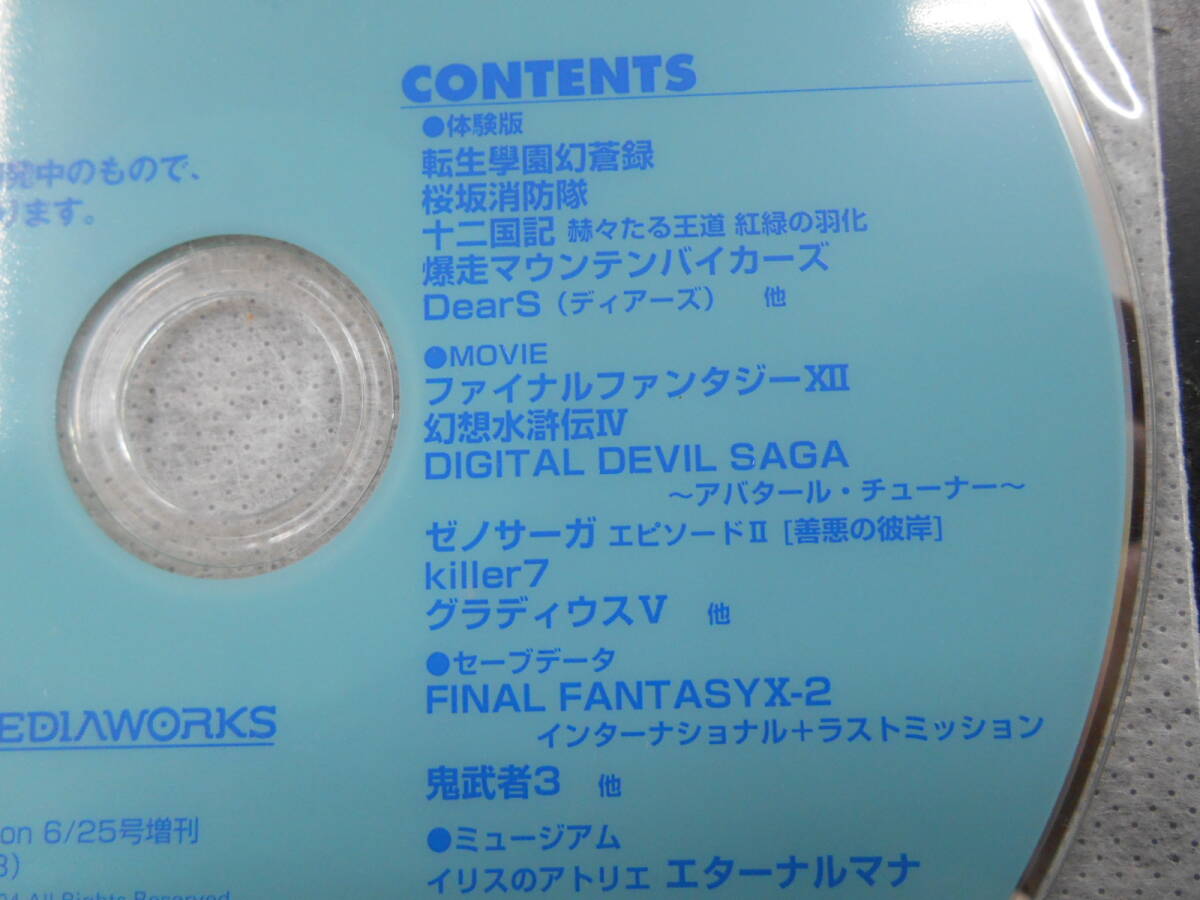 CONTENTS
●体験版
転生學園幻蒼録
桜坂消防隊
十二国記 赫々たる王道 紅緑の羽化
爆走マウンテンバイカーズ
DearS（ディアーズ） 他
●MOVIE
ファイナルファンタジーXII
幻想水滸伝IV
DIGITAL DEVIL SAGA
～アバタール・チューナー～
ゼノサーガ エピソードII [善悪の彼岸]
killer7
グラディウスV 他
●セーブデータ
FINAL FANTASYX-2
インターナショナル＋ラストミッション
鬼武者3 他
●ミュージアム
イリスのアトリエ エターナルマナ
発中のもので、
ります。
EDIAWORKS
on 6/25号増刊
All Rights Reserved